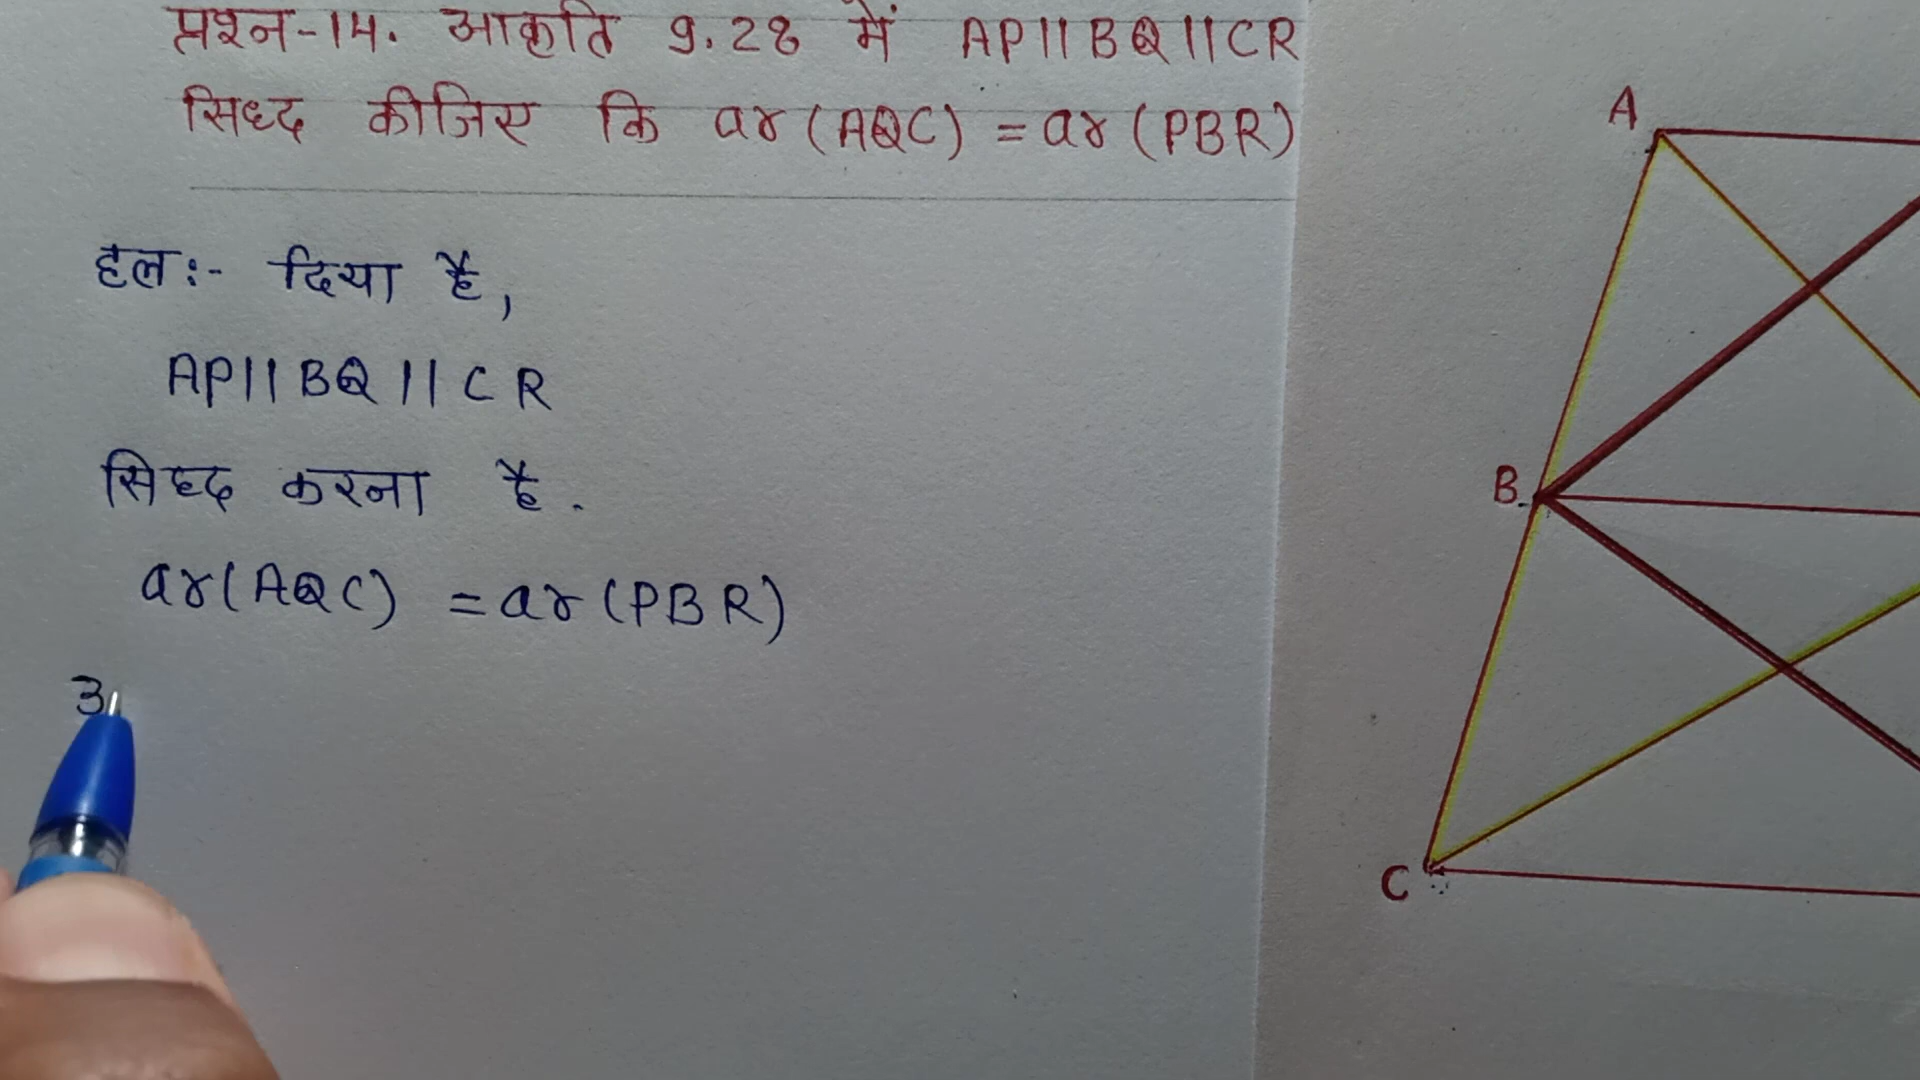 प्रश्न-14. आकृति 9.28 में AP||BQ||CR
सिध्द कीजिए कि ar(AQC) = ar(PBR)
हलः- दिया है,
AP||BQ||CR
सिध्द करना है.
ar(AQC) = ar(PBR)
A
B
C